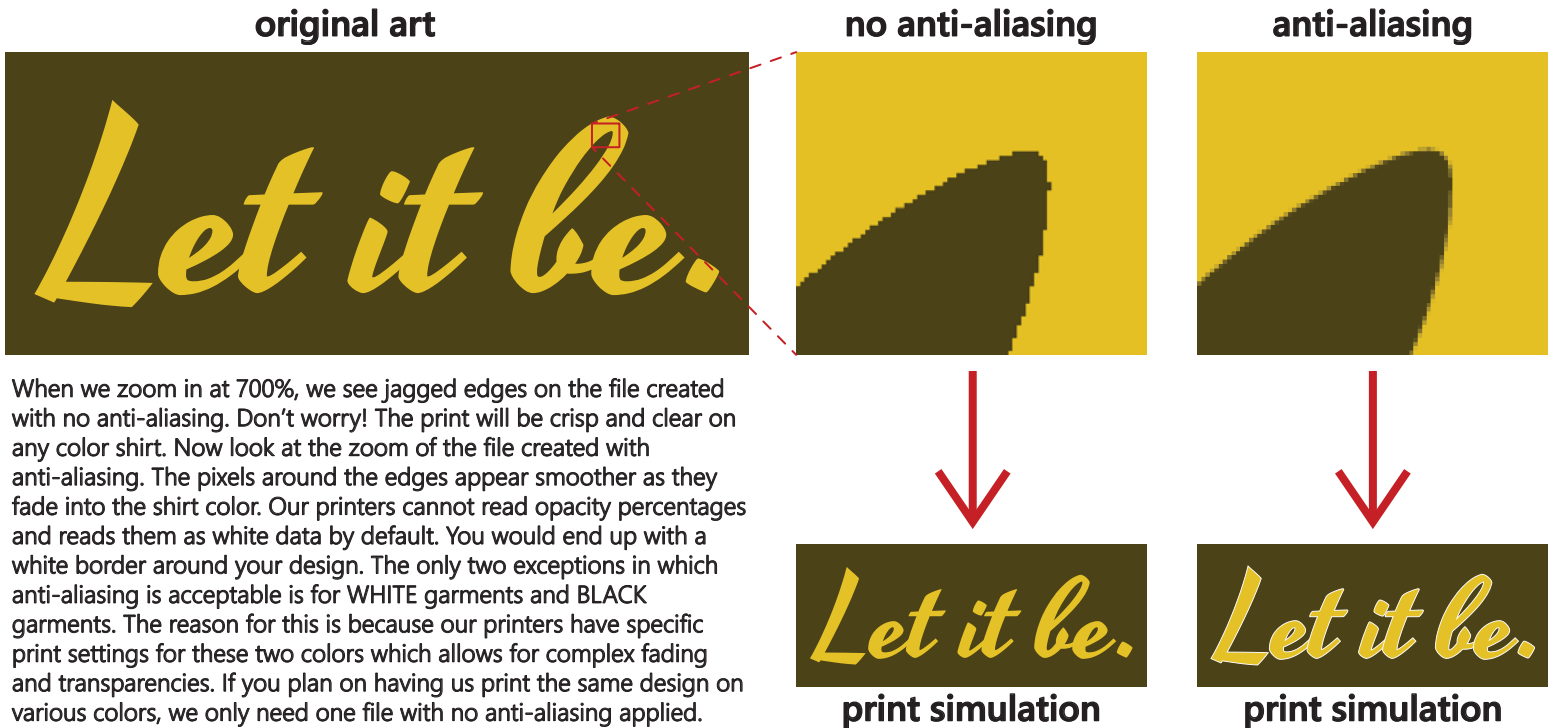 original art
no anti-aliasing
anti-aliasing
Let it be.
When we zoom in at 700%, we see jagged edges on the file created
with no anti-aliasing. Don’t worry! The print will be crisp and clear on
any color shirt. Now look at the zoom of the file created with
anti-aliasing. The pixels around the edges appear smoother as they
fade into the shirt color. Our printers cannot read opacity percentages
and reads them as white data by default. You would end up with a
white border around your design. The only two exceptions in which
anti-aliasing is acceptable is for WHITE garments and BLACK
garments. The reason for this is because our printers have specific
print settings for these two colors which allows for complex fading
and transparencies. If you plan on having us print the same design on
various colors, we only need one file with no anti-aliasing applied.
Let it be.
print simulation
Let it be.
print simulation